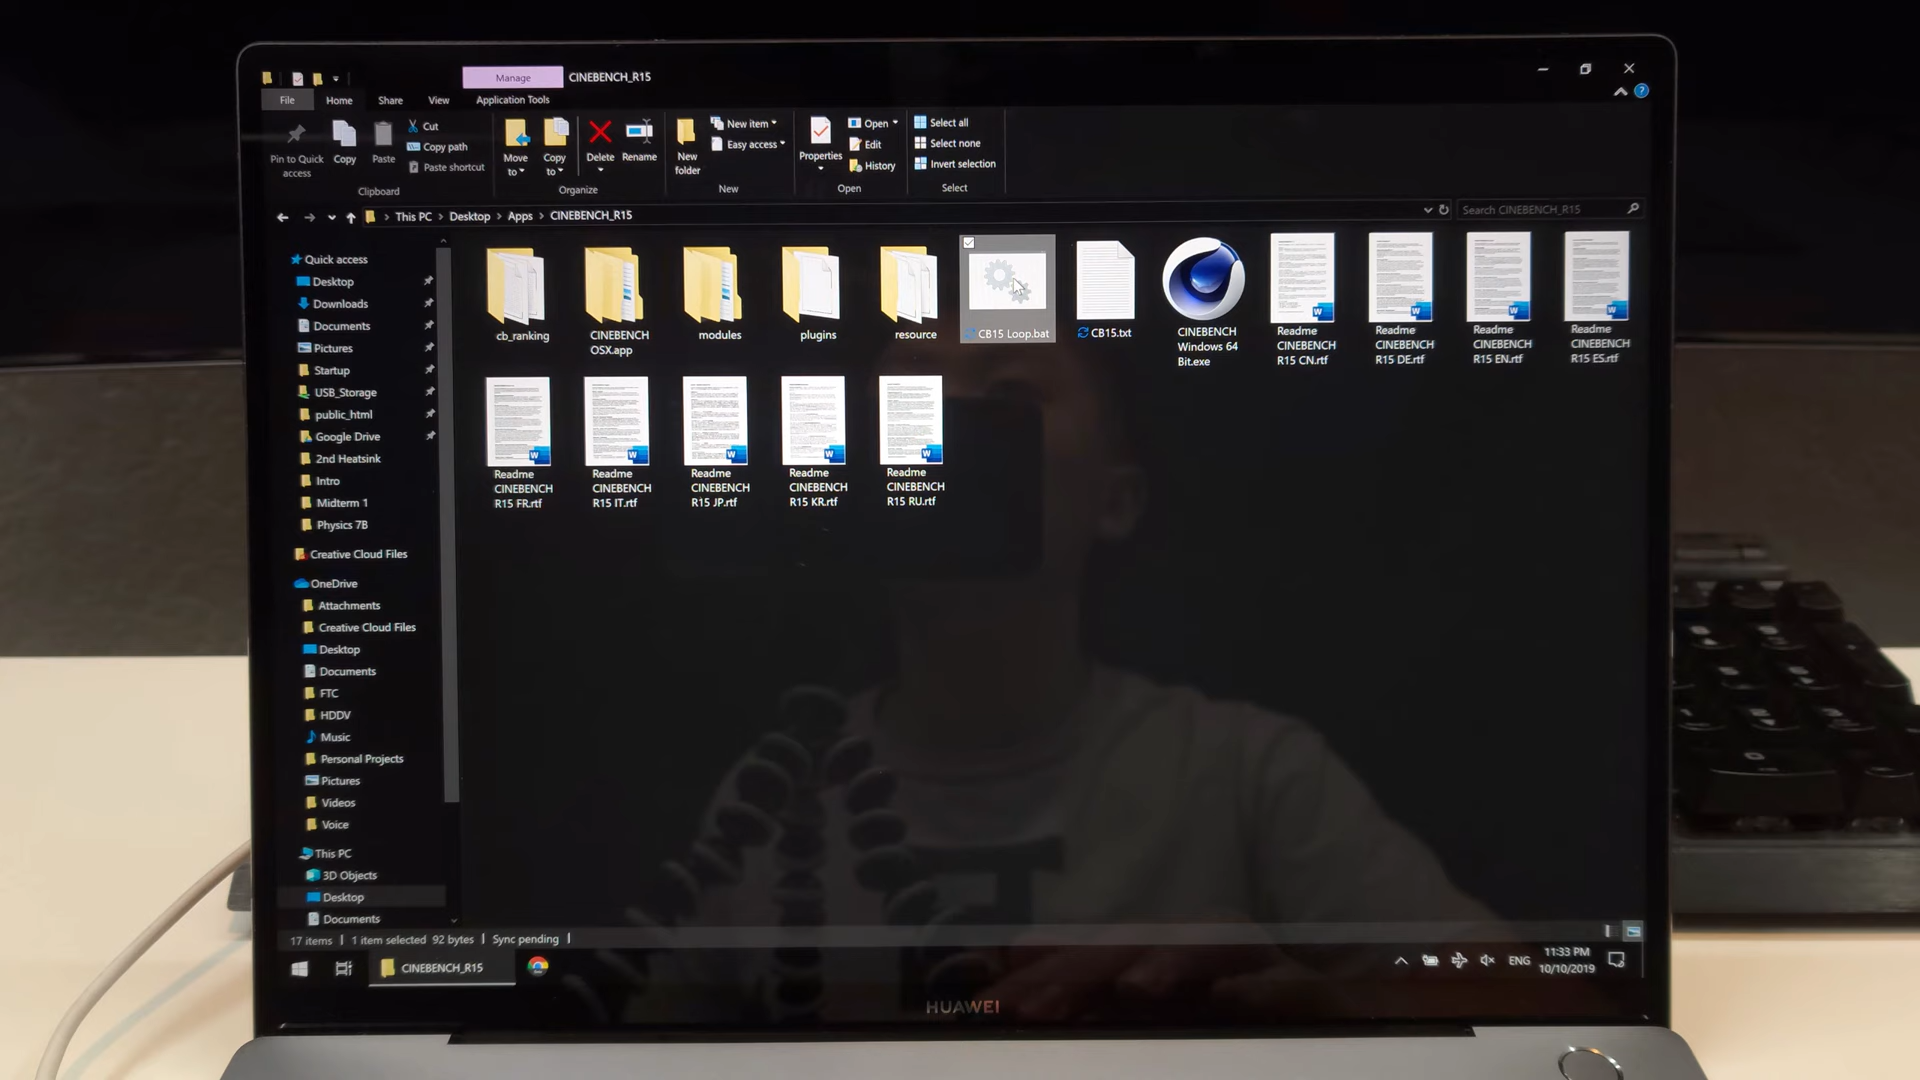 Manage
CINEBENCH_R15
File
Home
Share
View
Application Tools
Pin to Quick
access
Copy
Paste
Cut
Copy path
Paste shortcut
Clipboard
Move
to
Copy
to
Delete
Rename
Organize
New
folder
New item
Easy access
New
Properties
Open
Edit
History
Open
Select all
Select none
Invert selection
Select
This PC > Desktop > Apps > CINEBENCH_R15
Search CINEBENCH_R15
Quick access
Desktop
Downloads
Documents
Pictures
Startup
USB_Storage
public_html
Google Drive
2nd Heatsink
Intro
Midterm 1
Physics 7B
Creative Cloud Files
OneDrive
Attachments
Creative Cloud Files
Desktop
Documents
FTC
HDDV
Music
Personal Projects
Pictures
Videos
Voice
This PC
3D Objects
Desktop
Documents
cb_ranking
CINEBENCH
OSX.app
modules
plugins
resource
CB15 Loop.bat
CB15.txt
CINEBENCH
Windows 64
Bit.exe
Readme
CINEBENCH
R15 CN.rtf
Readme
CINEBENCH
R15 DE.rtf
Readme
CINEBENCH
R15 EN.rtf
Readme
CINEBENCH
R15 ES.rtf
Readme
CINEBENCH
R15 FR.rtf
Readme
CINEBENCH
R15 IT.rtf
Readme
CINEBENCH
R15 JP.rtf
Readme
CINEBENCH
R15 KR.rtf
Readme
CINEBENCH
R15 RU.rtf
17 items | 1 item selected 92 bytes | Sync pending |
CINEBENCH_R15
ENG
11:33 PM
10/10/2019
HUAWEI